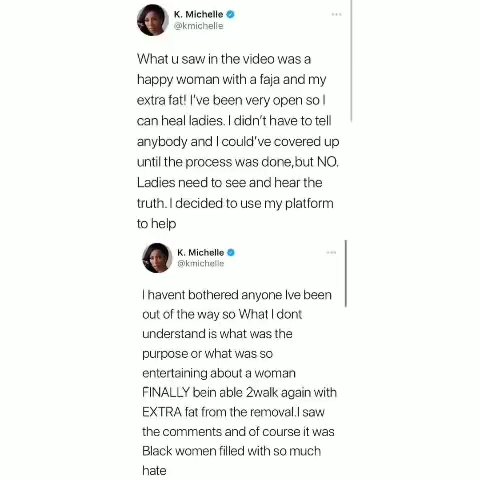 K. Michelle
@kmichelle
What u saw in the video was a
happy woman with a faja and my
extra fat! I've been very open so I
can heal ladies. I didn't have to tell
anybody and I could've covered up
until the process was done,but NO.
Ladies need to see and hear the
truth. I decided to use my platform
to help
K. Michelle
@kmichelle
I havent bothered anyone Ive been
out of the way so What I dont
understand is what was the
purpose or what was so
entertaining about a woman
FINALLY bein able 2walk again with
EXTRA fat from the removal.I saw
the comments and of course it was
Black women filled with so much
hate